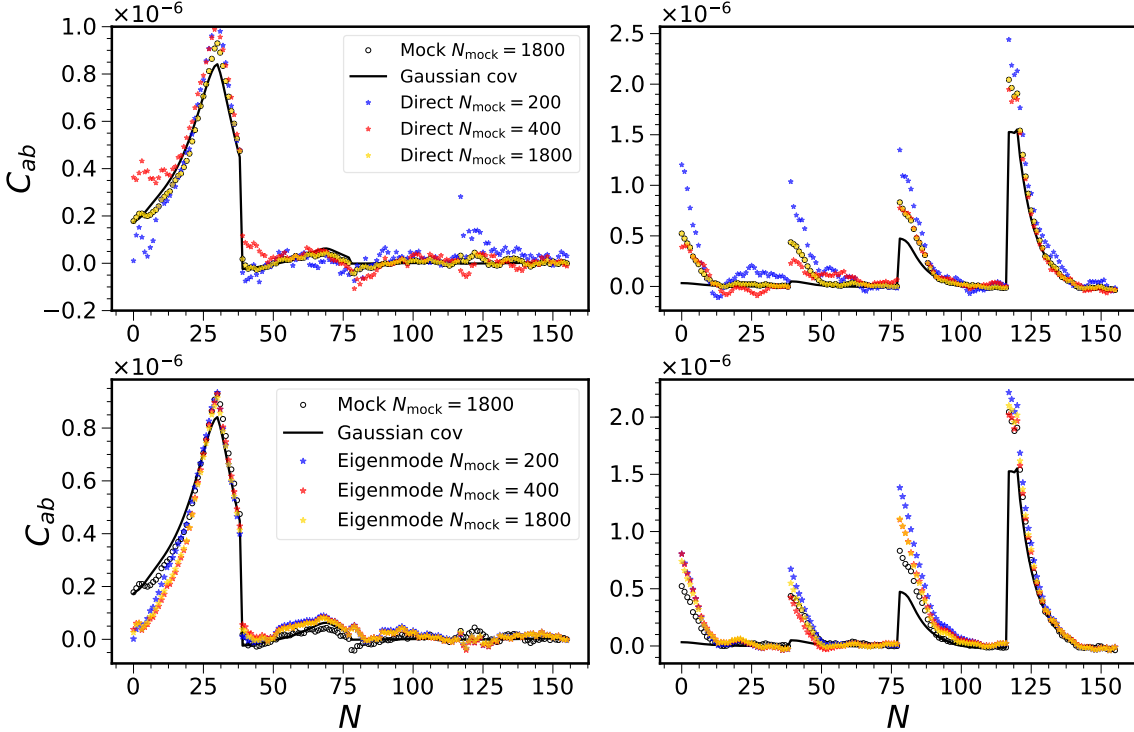 ×10⁻⁶
×10⁻⁶
1.0
0.8
0.6
0.4
0.2
0.0
−0.2
C_ab
Mock N_mock = 1800
Gaussian cov
Direct N_mock = 200
Direct N_mock = 400
Direct N_mock = 1800
0 25 50 75 100 125 150
2.5
2.0
1.5
1.0
0.5
0.0
0 25 50 75 100 125 150
×10⁻⁶
×10⁻⁶
0.8
0.6
0.4
0.2
0.0
C_ab
Mock N_mock = 1800
Gaussian cov
Eigenmode N_mock = 200
Eigenmode N_mock = 400
Eigenmode N_mock = 1800
0 25 50 75 100 125 150
N
2.0
1.5
1.0
0.5
0.0
0 25 50 75 100 125 150
N